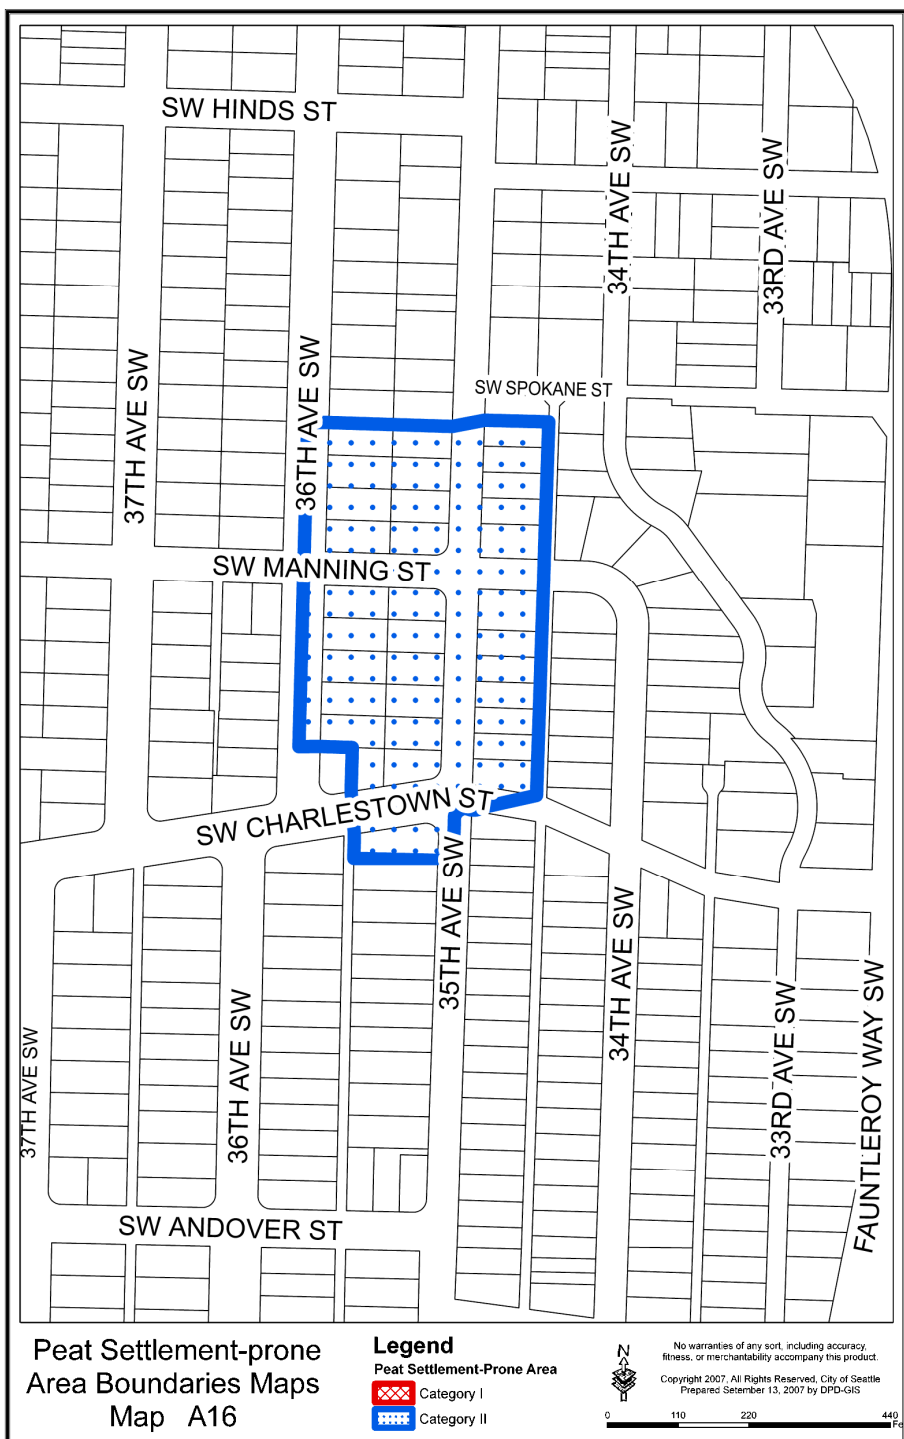 SW HINDS ST
34TH AVE SW
33RD AVE SW
37TH AVE SW
36TH AVE SW
SW SPOKANE ST
SW MANNING ST
SW CHARLESTOWN ST
35TH AVE SW
34TH AVE SW
37TH AVE SW
36TH AVE SW
33RD AVE SW
FAUNTLEROY WAY SW
SW ANDOVER ST
Peat Settlement-prone
Area Boundaries Maps
Map A16
Legend
Peat Settlement-Prone Area
Category I
Category II
N
No warranties of any sort, including accuracy,
fitness, or merchantability accompany this product.
Copyright 2007, All Rights Reserved, City of Seattle
Prepared Setember 13, 2007 by DPD-GIS
0 110 220 440